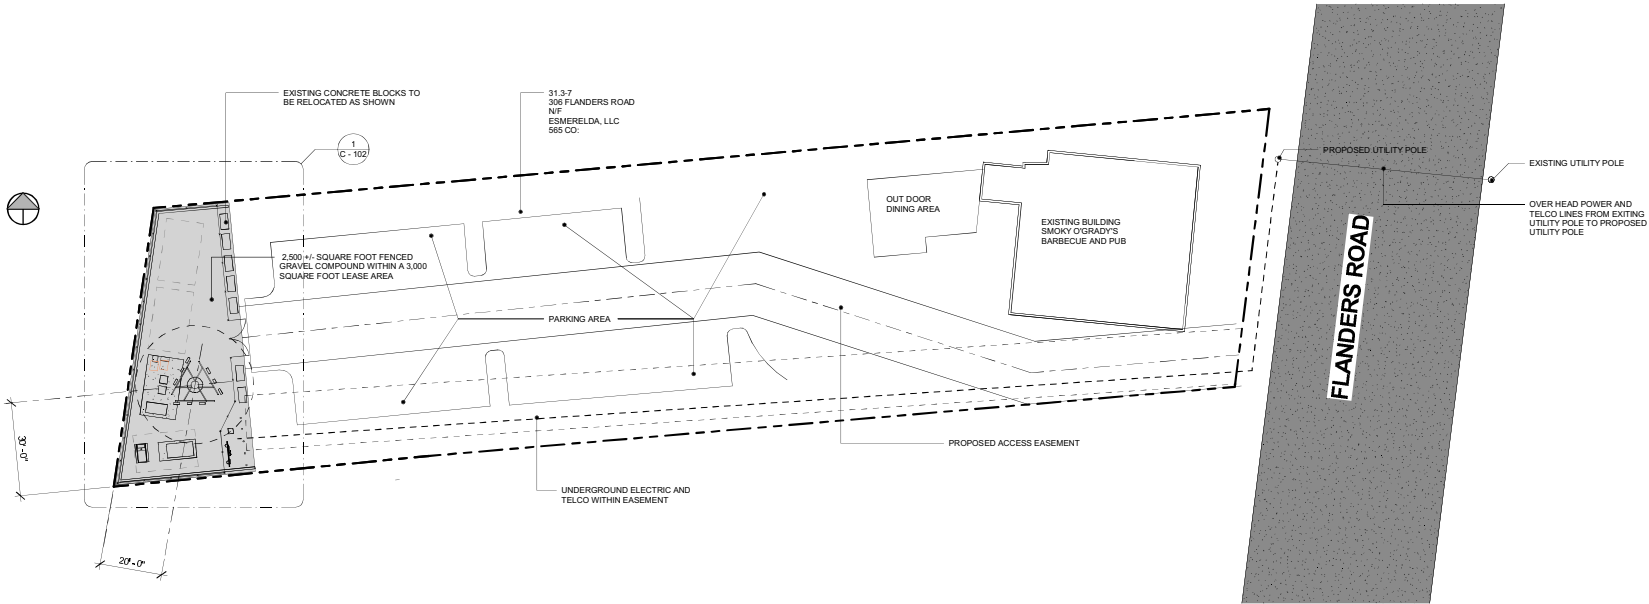 EXISTING CONCRETE BLOCKS TO
BE RELOCATED AS SHOWN
1
C - 102
31.3-7
306 FLANDERS ROAD
N/F
ESMERELDA, LLC
565 CO:
PROPOSED UTILITY POLE
EXISTING UTILITY POLE
OUT DOOR
DINING AREA
EXISTING BUILDING
SMOKY O'GRADY'S
BARBECUE AND PUB
OVER HEAD POWER AND
TELCO LINES FROM EXITING
UTILITY POLE TO PROPOSED
UTILITY POLE
2,500 +/- SQUARE FOOT FENCED
GRAVEL COMPOUND WITHIN A 3,000
SQUARE FOOT LEASE AREA
PARKING AREA
FLANDERS ROAD
30'-0"
PROPOSED ACCESS EASEMENT
UNDERGROUND ELECTRIC AND
TELCO WITHIN EASEMENT
20'-0"